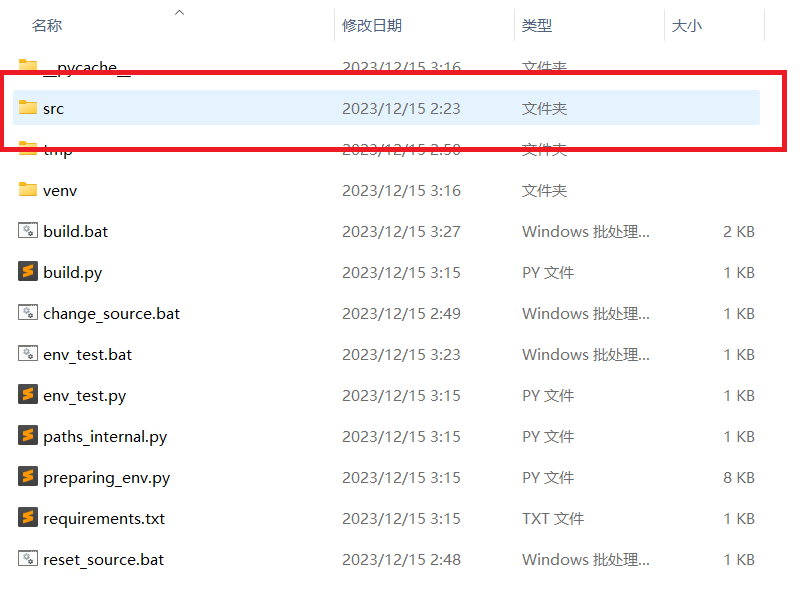 名称 修改日期 类型 大小
__pycache__ 2023/12/15 3:16 文件夹
src 2023/12/15 2:23 文件夹
tmp 2023/12/15 2:50 文件夹
venv 2023/12/15 3:16 文件夹
build.bat 2023/12/15 3:27 Windows 批处理... 2 KB
build.py 2023/12/15 3:15 PY 文件 1 KB
change_source.bat 2023/12/15 2:49 Windows 批处理... 1 KB
env_test.bat 2023/12/15 3:23 Windows 批处理... 1 KB
env_test.py 2023/12/15 3:15 PY 文件 1 KB
paths_internal.py 2023/12/15 3:15 PY 文件 1 KB
preparing_env.py 2023/12/15 3:15 PY 文件 8 KB
requirements.txt 2023/12/15 3:15 TXT 文件 1 KB
reset_source.bat 2023/12/15 2:48 Windows 批处理... 1 KB